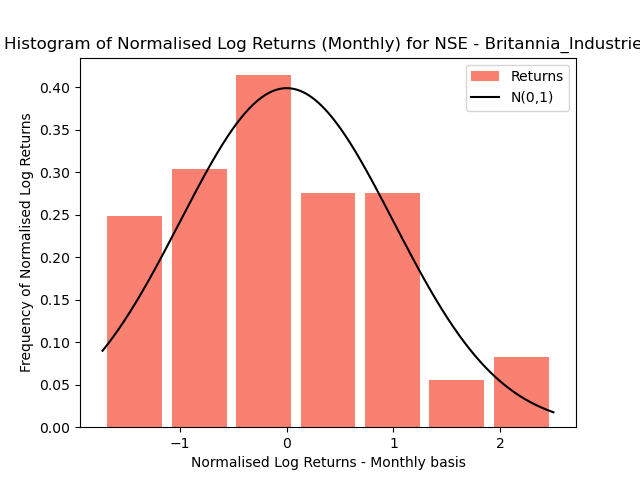 Histogram of Normalised Log Returns (Monthly) for NSE - Britannia_Industrie
Returns
N(0,1)
Frequency of Normalised Log Returns
0.40
0.35
0.30
0.25
0.20
0.15
0.10
0.05
0.00
−1
0
1
2
Normalised Log Returns - Monthly basis